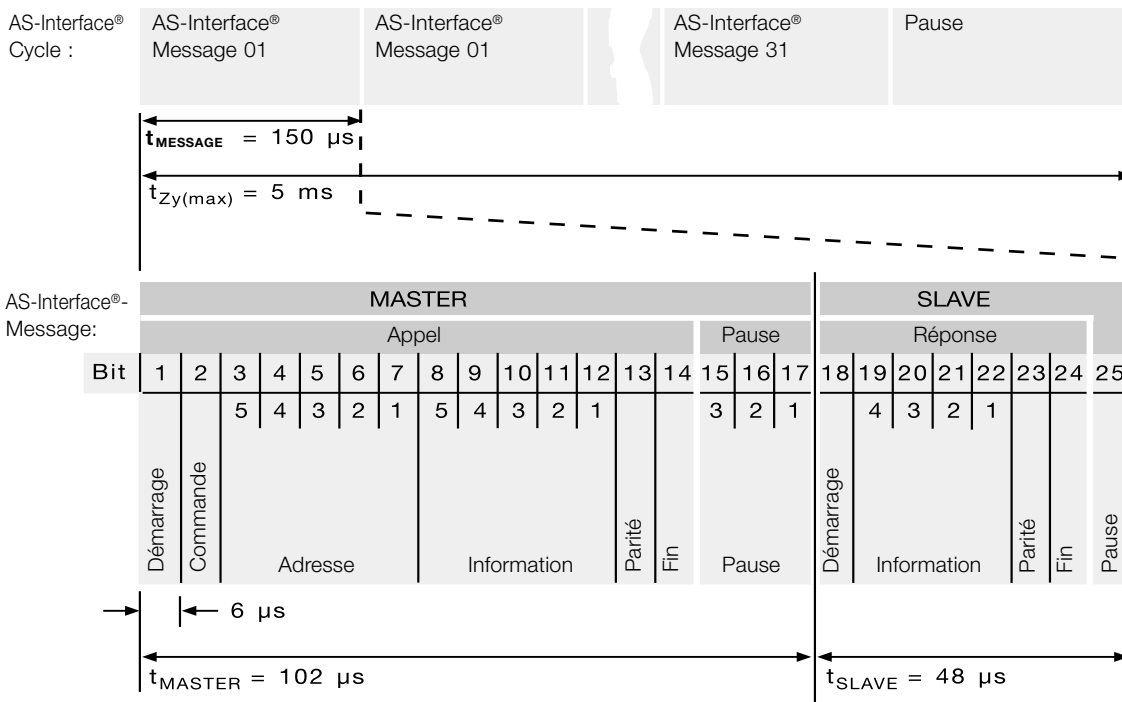 AS-Interface® Cycle :
AS-Interface® Message 01
AS-Interface® Message 01
AS-Interface® Message 31
Pause
tMESSAGE = 150 µs
tZy(max) = 5 ms
AS-Interface®-
Message:
MASTER
SLAVE
Appel
Pause
Réponse
Bit 1 2 3 4 5 6 7 8 9 10 11 12 13 14 15 16 17 18 19 20 21 22 23 24 25
5 4 3 2 1 5 4 3 2 1 3 2 1 4 3 2 1
Démarrage
Commande
Adresse
Information
Parité
Fin
Pause
Démarrage
Information
Parité
Fin
Pause
6 µs
tMASTER = 102 µs
tSLAVE = 48 µs